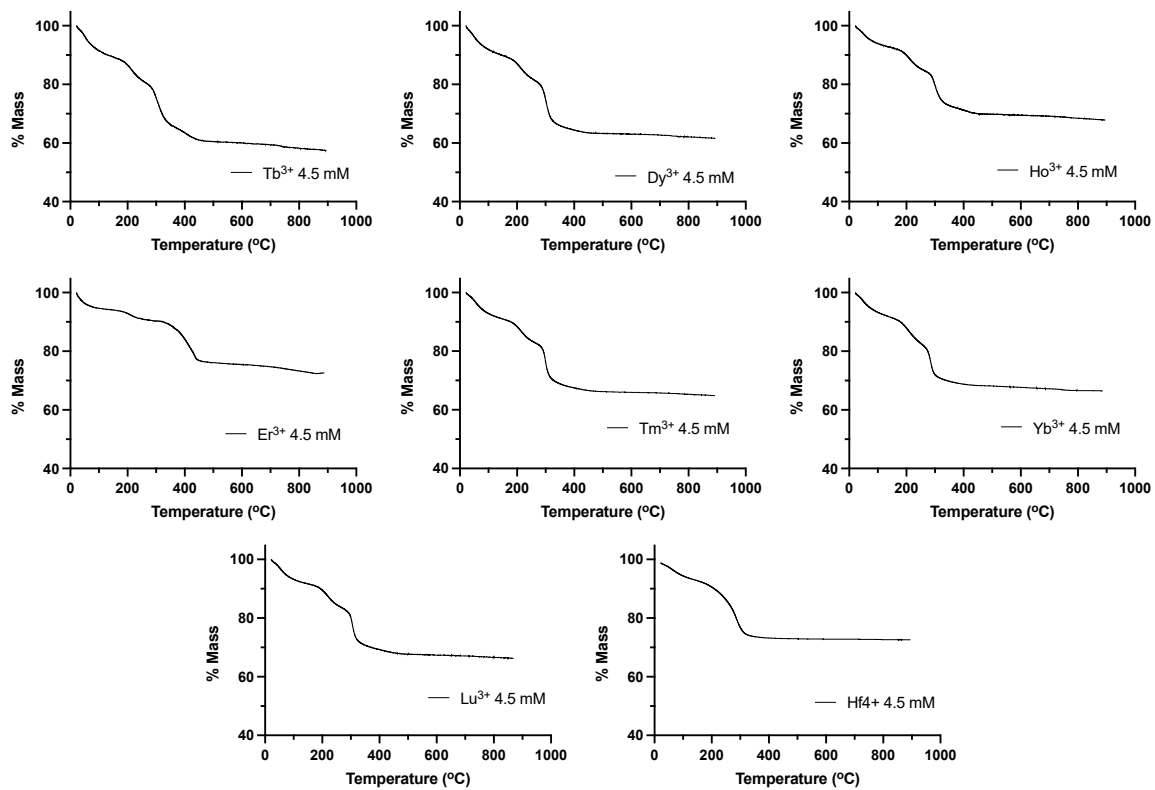 100
80
60
40
% Mass
Tb³⁺ 4.5 mM
0 200 400 600 800 1000
Temperature (ºC)
100
80
60
40
% Mass
Dy³⁺ 4.5 mM
0 200 400 600 800 1000
Temperature (ºC)
100
80
60
40
% Mass
Ho³⁺ 4.5 mM
0 200 400 600 800 1000
Temperature (ºC)
100
80
60
40
% Mass
Er³⁺ 4.5 mM
0 200 400 600 800 1000
Temperature (ºC)
100
80
60
40
% Mass
Tm³⁺ 4.5 mM
0 200 400 600 800 1000
Temperature (ºC)
100
80
60
40
% Mass
Yb³⁺ 4.5 mM
0 200 400 600 800 1000
Temperature (ºC)
100
80
60
40
% Mass
Lu³⁺ 4.5 mM
0 200 400 600 800 1000
Temperature (ºC)
100
80
60
40
% Mass
Hf4+ 4.5 mM
0 200 400 600 800 1000
Temperature (ºC)